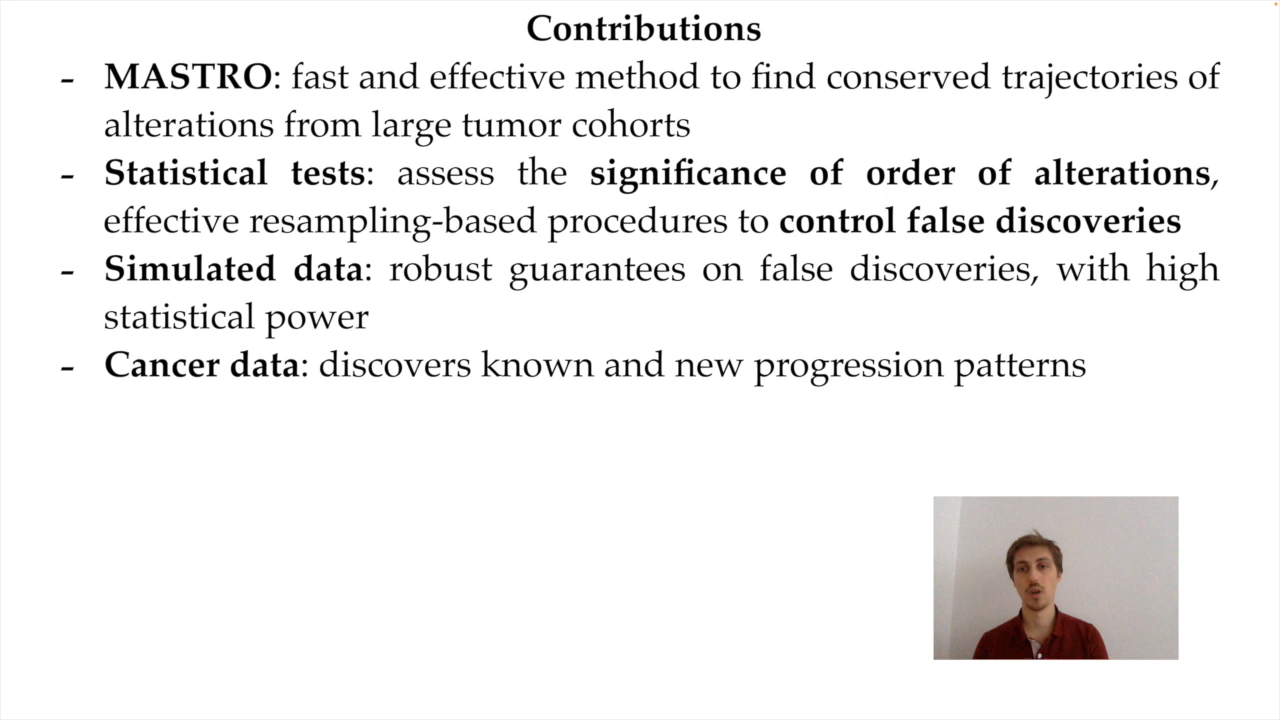 Contributions
- MASTRO: fast and effective method to find conserved trajectories of
alterations from large tumor cohorts
- Statistical tests: assess the significance of order of alterations,
effective resampling-based procedures to control false discoveries
- Simulated data: robust guarantees on false discoveries, with high
statistical power
- Cancer data: discovers known and new progression patterns